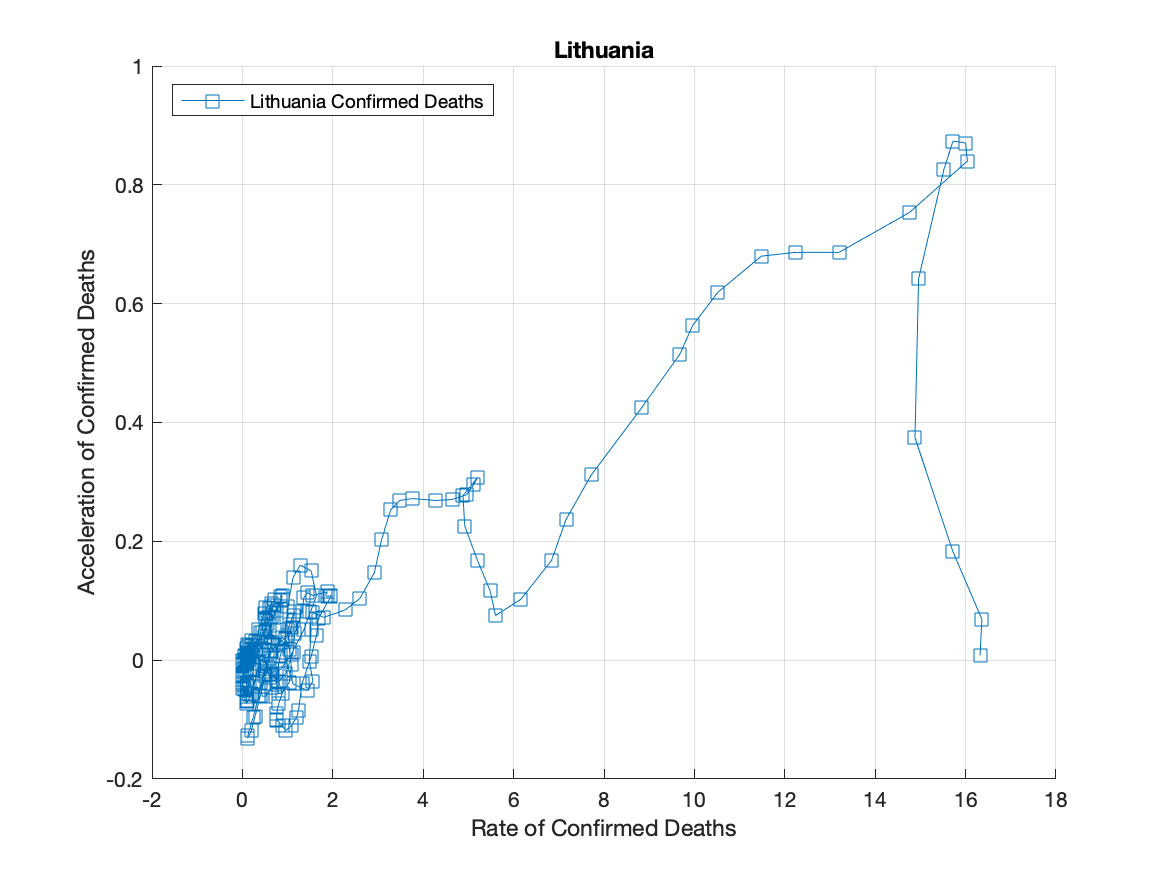 Lithuania
Lithuania Confirmed Deaths
Acceleration of Confirmed Deaths
1
0.8
0.6
0.4
0.2
0
-0.2
-2 0 2 4 6 8 10 12 14 16 18
Rate of Confirmed Deaths